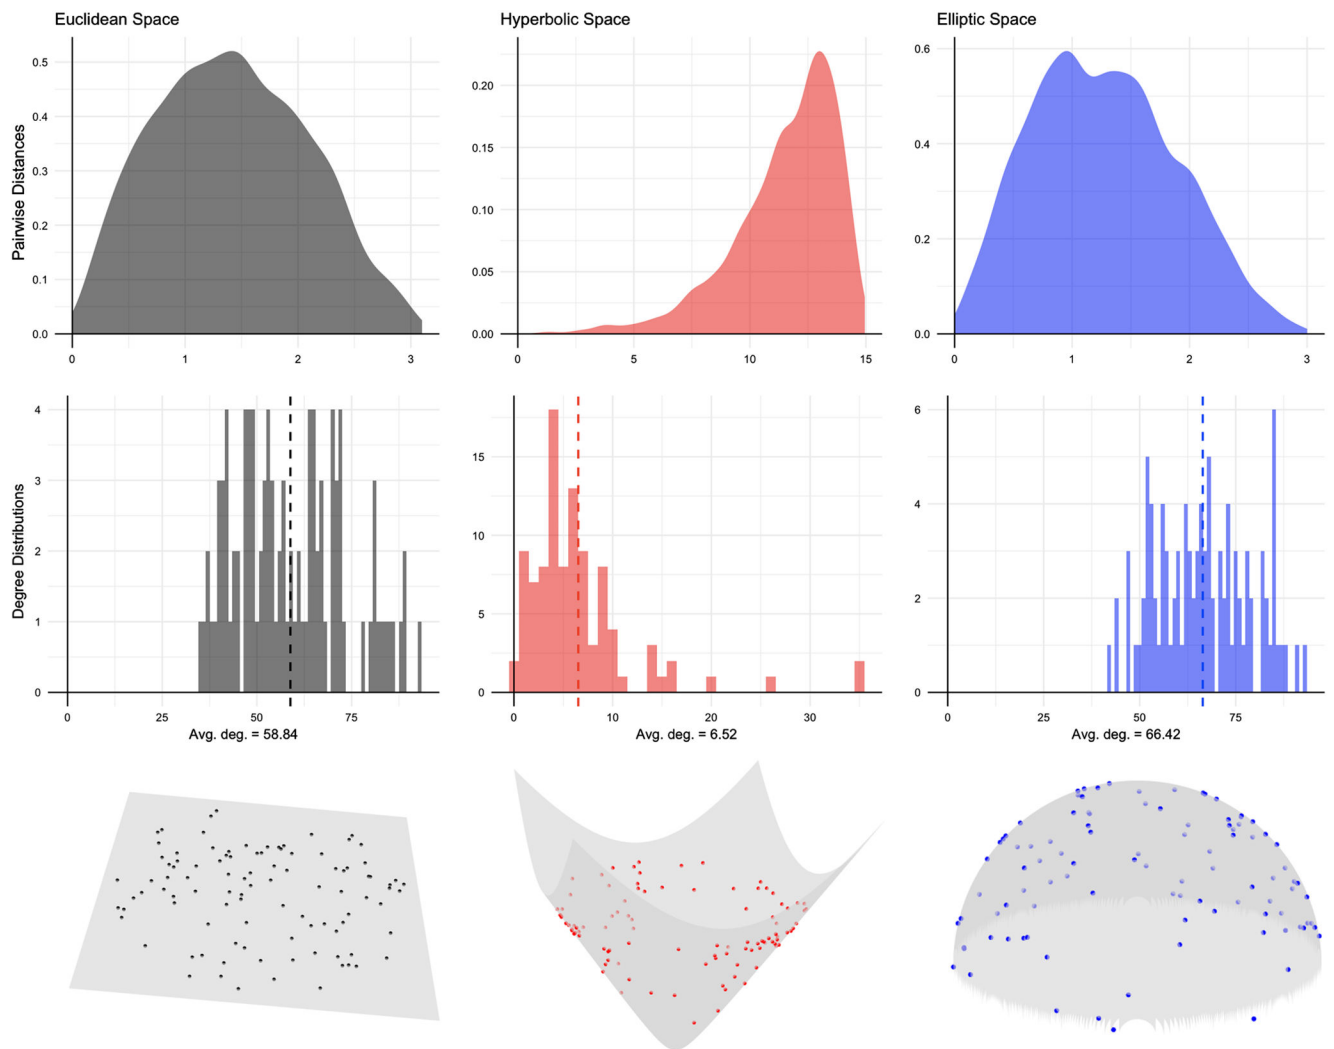 Euclidean Space
Hyperbolic Space
Elliptic Space
Pairwise Distances
0.5
0.4
0.3
0.2
0.1
0.0
0 1 2 3
0.20
0.15
0.10
0.05
0.00
0 5 10 15
0.6
0.4
0.2
0.0
0 1 2 3
Degree Distributions
4
3
2
1
0
0 25 50 75
Avg. deg. = 58.84
15
10
5
0
0 10 20 30
Avg. deg. = 6.52
6
4
2
0
0 25 50 75
Avg. deg. = 66.42